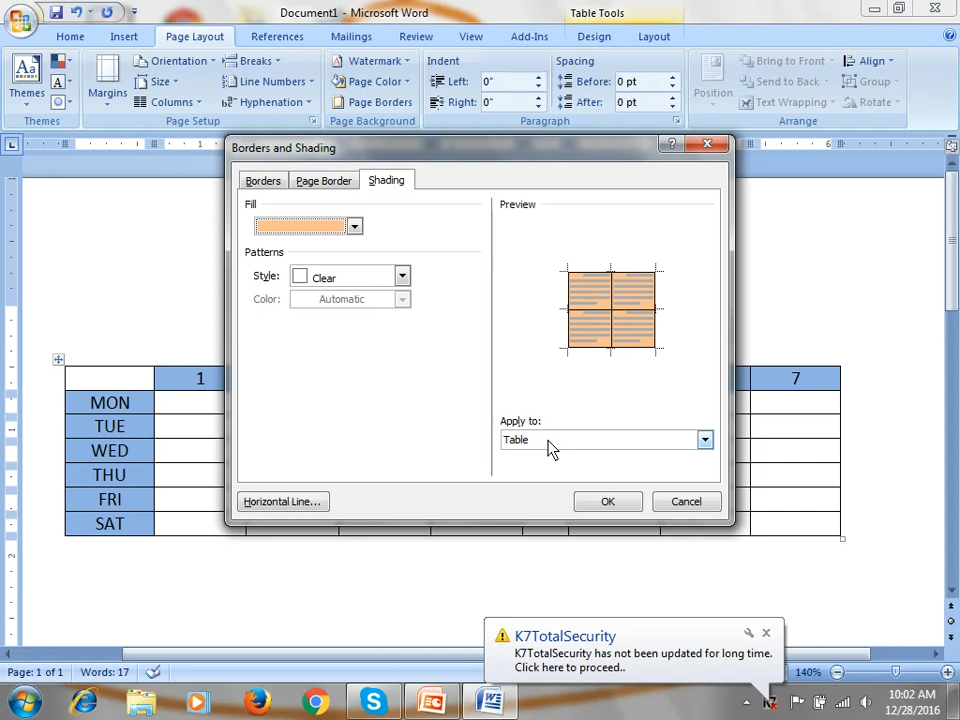 Document1 - Microsoft Word
Table Tools
Home
Insert
Page Layout
References
Mailings
Review
View
Add-Ins
Design
Layout
Themes
Margins
Orientation
Size
Columns
Breaks
Line Numbers
Hyphenation
Watermark
Page Color
Page Borders
Indent
Left: 0"
Right: 0"
Spacing
Before: 0 pt
After: 0 pt
Position
Bring to Front
Send to Back
Text Wrapping
Align
Group
Rotate
Themes
Page Setup
Page Background
Paragraph
Arrange
Borders and Shading
Borders
Page Border
Shading
Fill
Patterns
Style:
Clear
Color:
Automatic
Preview
Apply to:
Table
Horizontal Line...
OK
Cancel
1
7
MON
TUE
WED
THU
FRI
SAT
K7TotalSecurity
K7TotalSecurity has not been updated for long time.
Click here to proceed..
Page: 1 of 1
Words: 17
140%
10:02 AM
12/28/2016